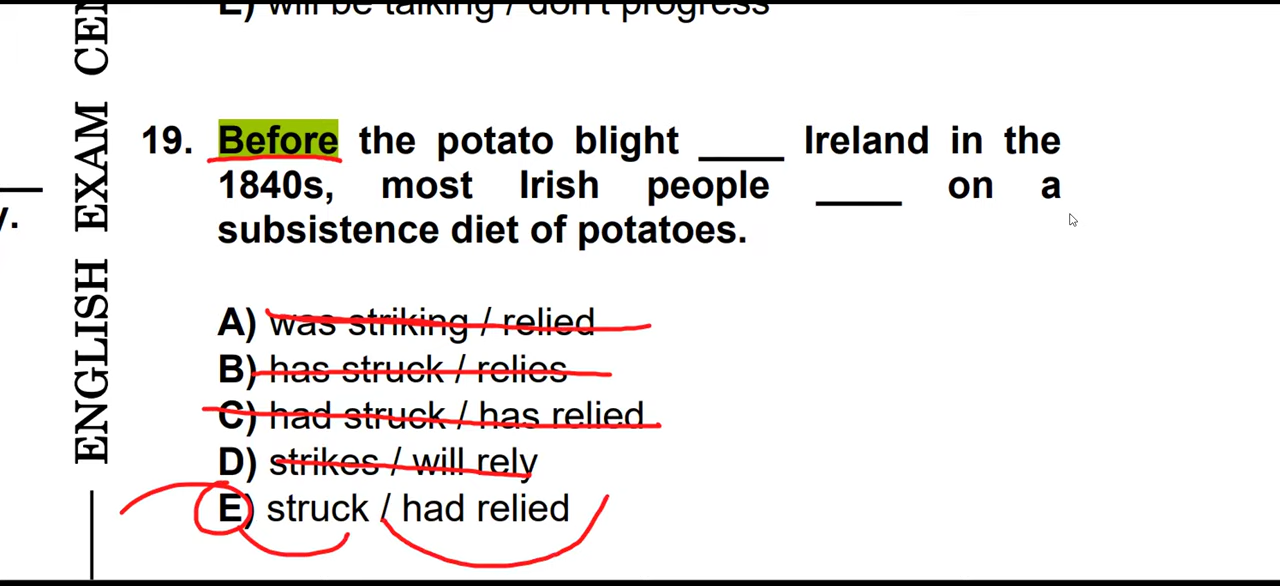 E) will be talking / don't progress
ENGLISH EXAM CEN
y.
19. Before the potato blight ____ Ireland in the
1840s, most Irish people ____ on a
subsistence diet of potatoes.
A) was striking / relied
B) has struck / relies
C) had struck / has relied
D) strikes / will rely
E) struck / had relied